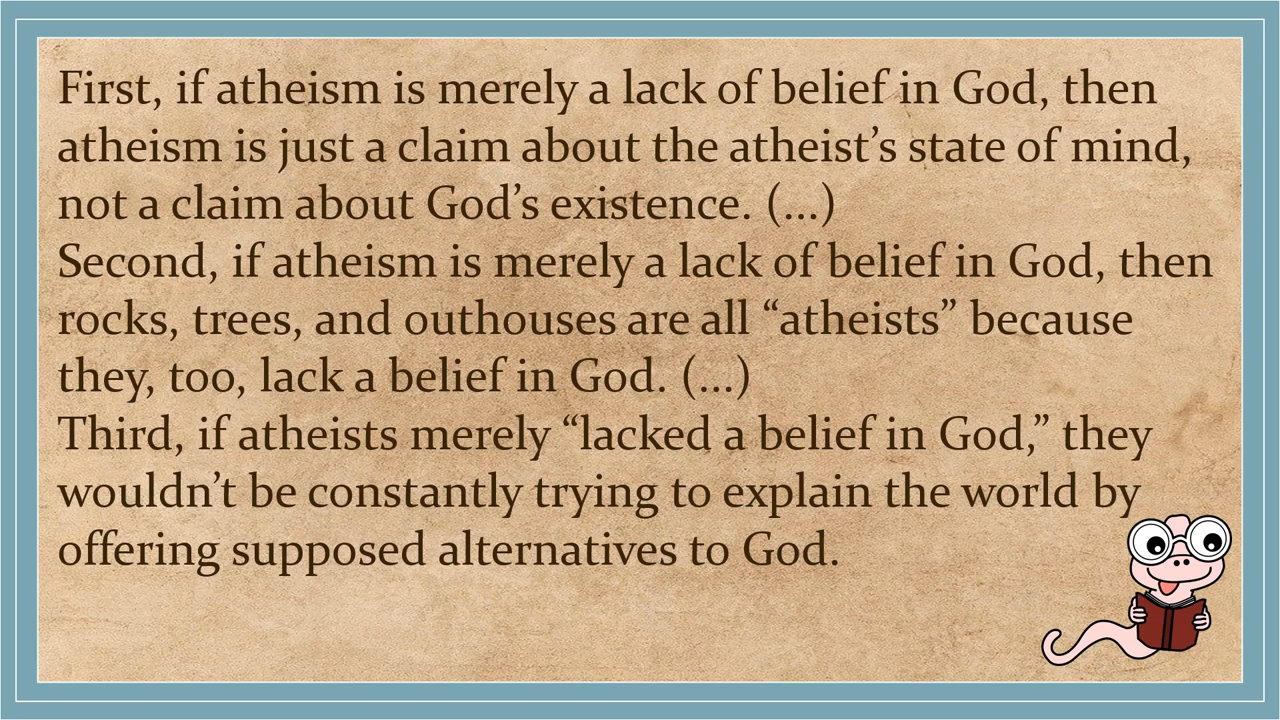 First, if atheism is merely a lack of belief in God, then
atheism is just a claim about the atheist’s state of mind,
not a claim about God’s existence. (...)
Second, if atheism is merely a lack of belief in God, then
rocks, trees, and outhouses are all “atheists” because
they, too, lack a belief in God. (...)
Third, if atheists merely “lacked a belief in God,” they
wouldn’t be constantly trying to explain the world by
offering supposed alternatives to God.